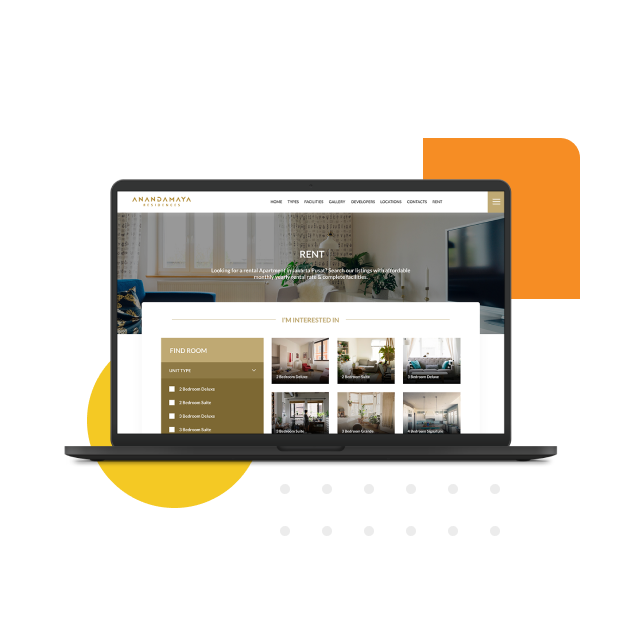 ANANDAMAYA
RESIDENCES
HOME TYPES FACILITIES GALLERY DEVELOPERS LOCATIONS CONTACTS RENT
RENT
Looking for a rental Apartment in Jakarta Pusat? Search our listings with affordable
monthly yearly rental rate & complete facilities.
I'M INTERESTED IN
FIND ROOM
UNIT TYPE
2 Bedroom Deluxe
2 Bedroom Suite
3 Bedroom Deluxe
3 Bedroom Suite
2 Bedroom Deluxe
2 Bedroom Suite
3 Bedroom Deluxe
3 Bedroom Suite
3 Bedroom Grande
4 Bedroom Signature